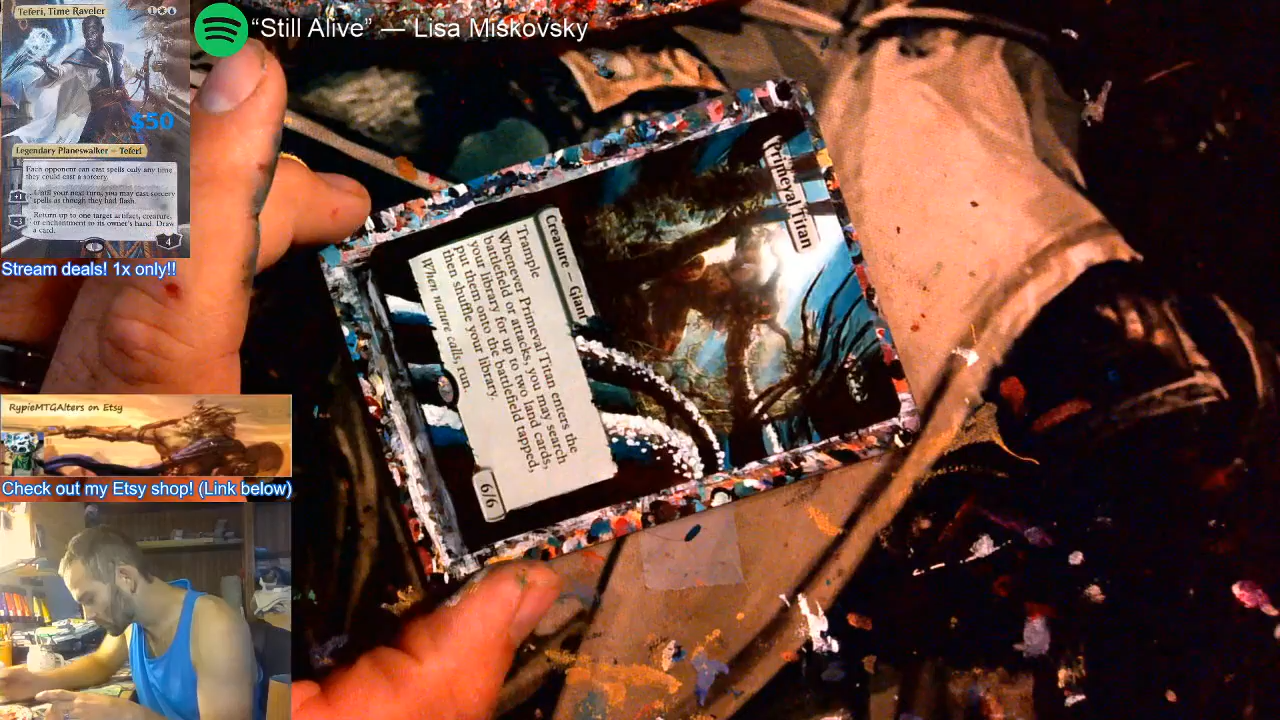 Teferi, Time Raveler
$50
Legendary Planeswalker — Teferi
Each opponent can cast spells only any time
they could cast a sorcery.
+1
Until your next turn, you may cast sorcery
spells as though they had flash.
−3
Return up to one target artifact, creature,
or enchantment to its owner's hand. Draw
a card.
4
Stream deals! 1x only!!
“Still Alive” — Lisa Miskovsky
Primeval Titan
Creature — Giant
Trample
Whenever Primeval Titan enters the
battlefield or attacks, you may search
your library for up to two land cards,
put them onto the battlefield tapped,
then shuffle your library.
When nature calls, run.
6/6
RypieMTGAlters on Etsy
Check out my Etsy shop! (Link below)